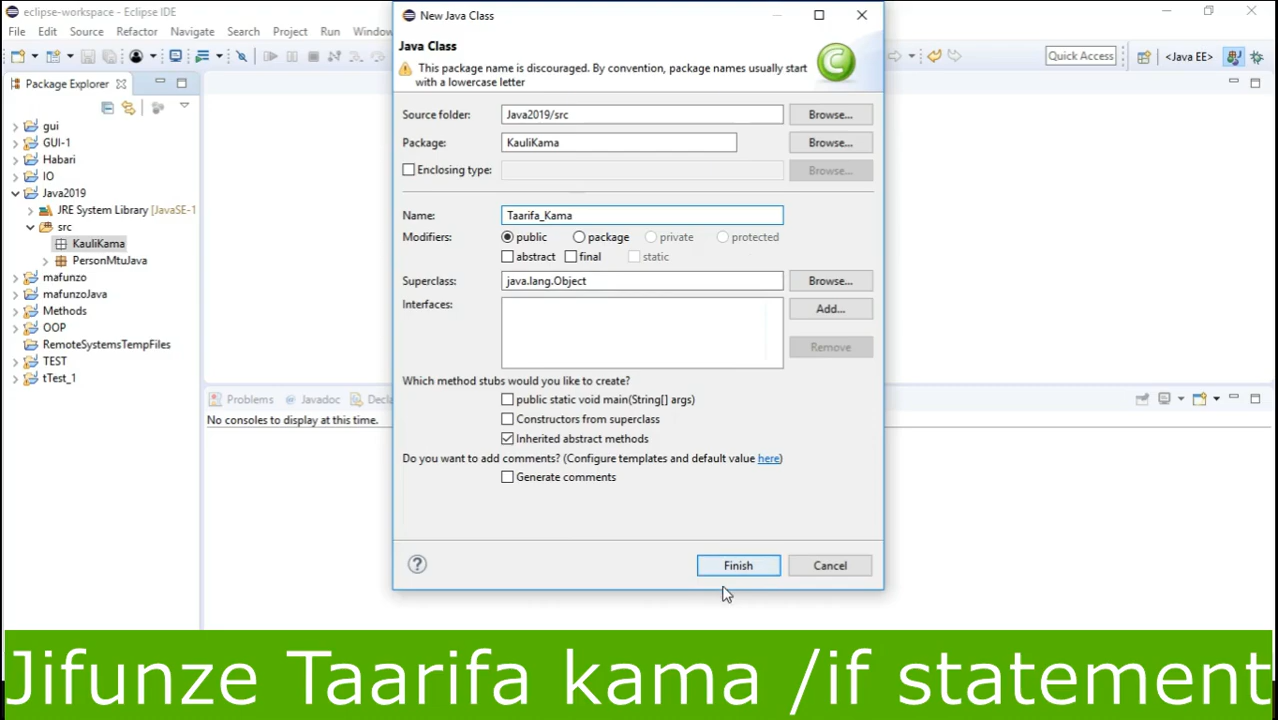 eclipse-workspace - Eclipse IDE
File Edit Source Refactor Navigate Search Project Run Window
Quick Access
<Java EE>
Package Explorer
gui
GUI-1
Habari
IO
Java2019
JRE System Library [JavaSE-1
src
KauliKama
PersonMtuJava
mafunzo
mafunzoJava
Methods
OOP
RemoteSystemsTempFiles
TEST
tTest_1
New Java Class
Java Class
This package name is discouraged. By convention, package names usually start
with a lowercase letter
C
Source folder: Java2019/src Browse...
Package: KauliKama Browse...
Enclosing type: Browse...
Name: Taarifa_Kama
Modifiers: public package private protected
abstract final static
Superclass: java.lang.Object Browse...
Interfaces: Add...
Remove
Which method stubs would you like to create?
public static void main(String[] args)
Constructors from superclass
Inherited abstract methods
Do you want to add comments? (Configure templates and default value here)
Generate comments
? Finish Cancel
Problems Javadoc Decla
No consoles to display at this time.
Jifunze Taarifa kama /if statement